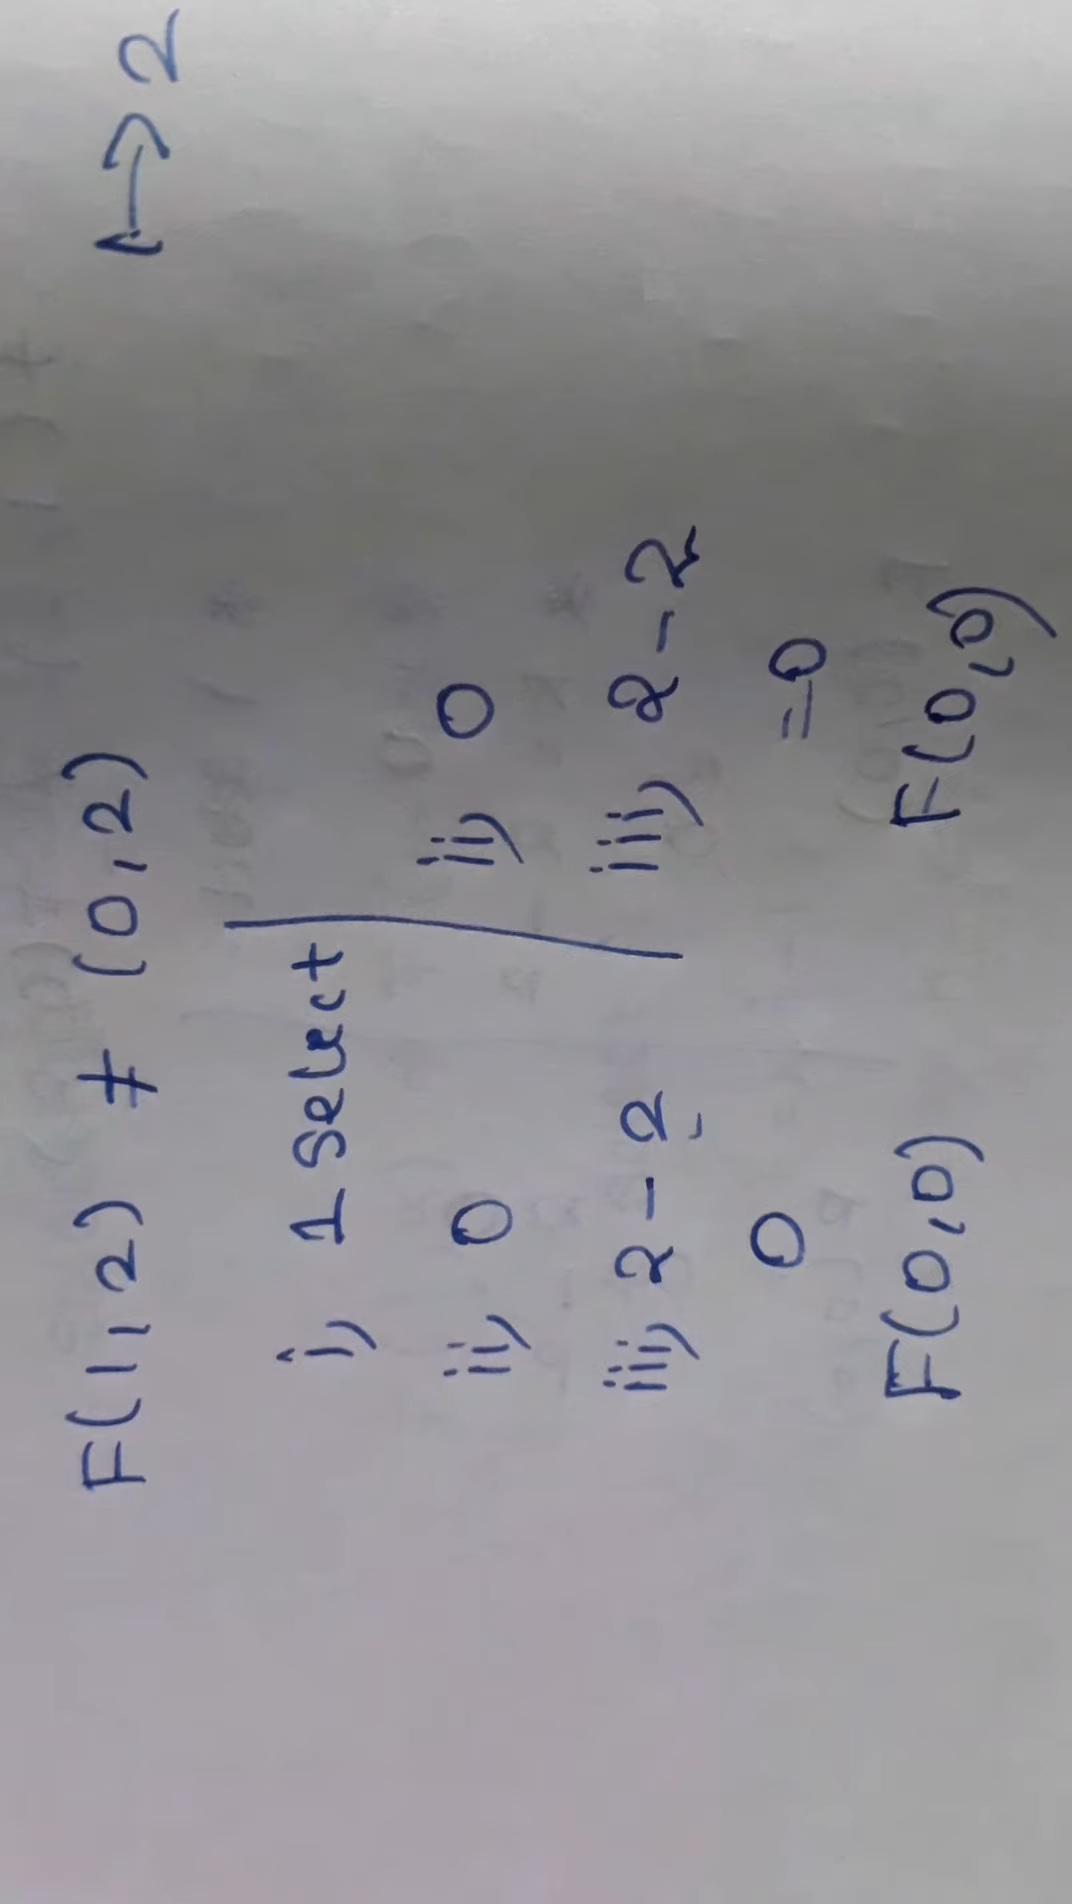 F(1,2) ≠ (0,2) ↦ 2
i) 1 select
ii) 0 ii) 0
iii) 2-2 iii) 2-2
0 =0
F(0,0) F(0,0)